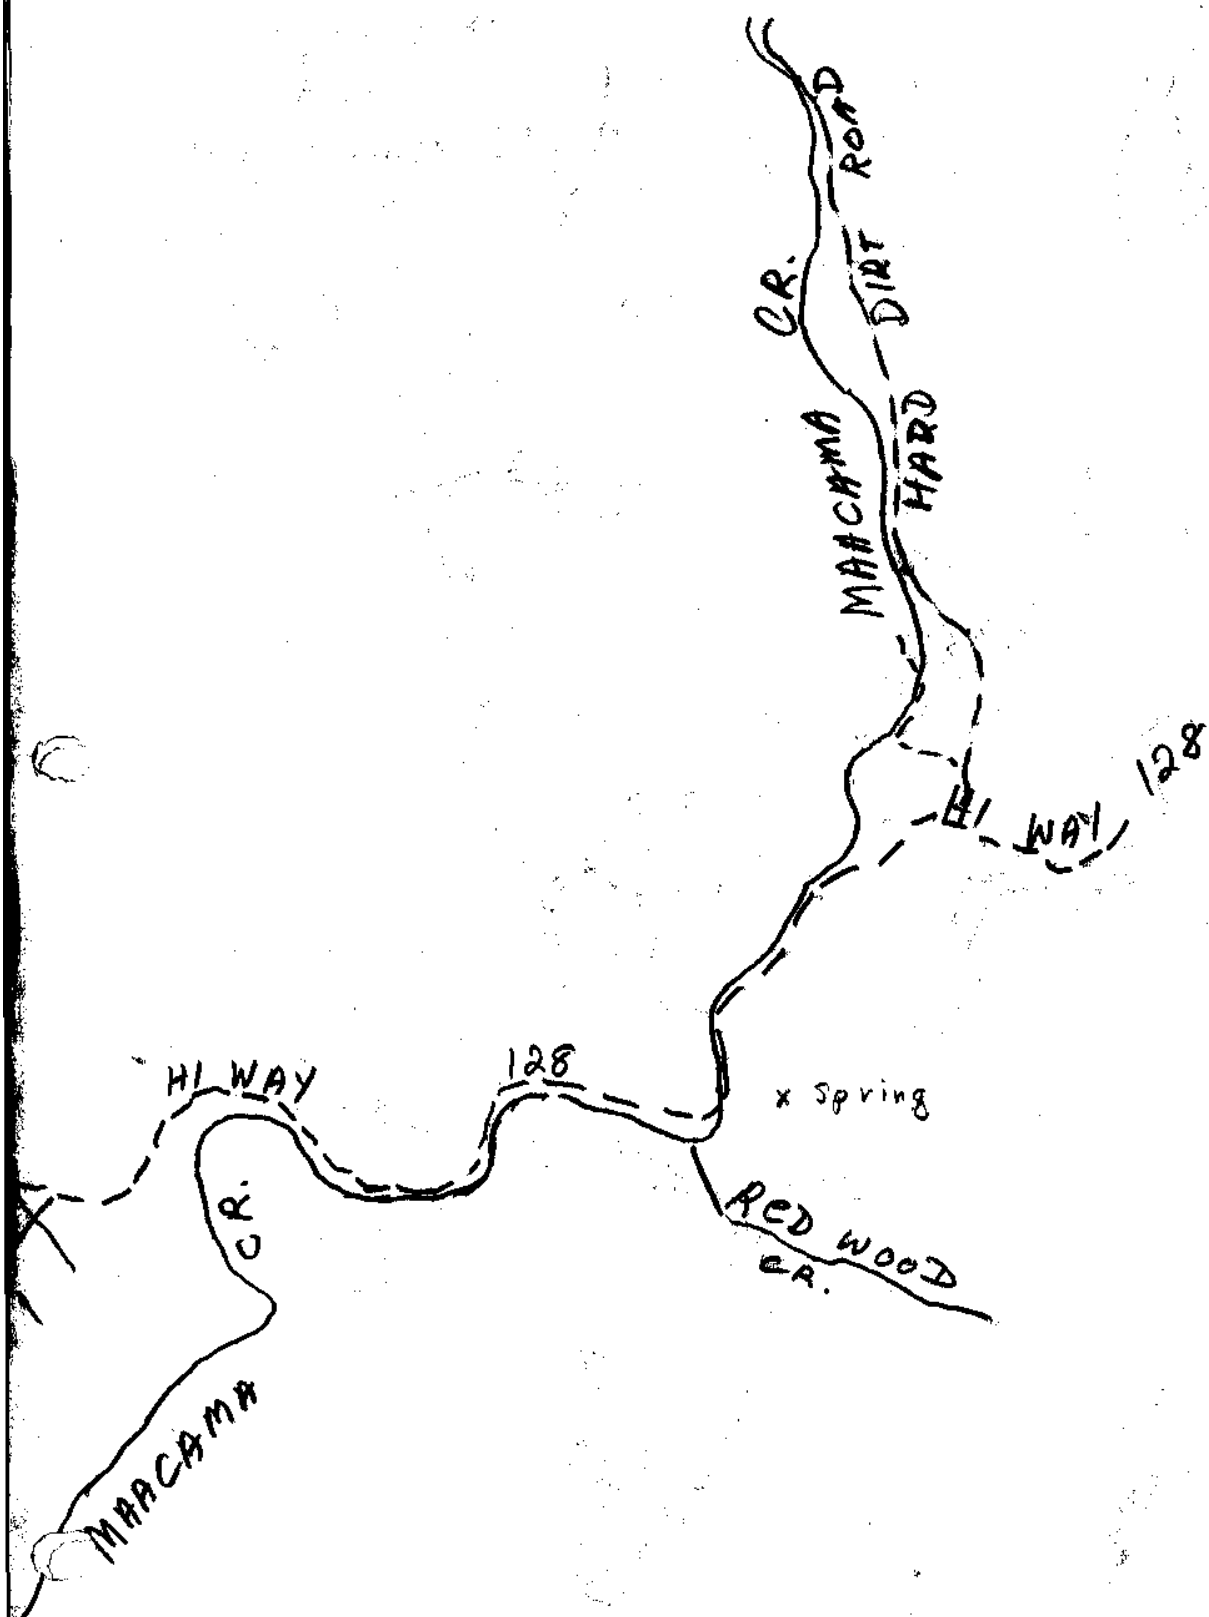 HARD DIRT ROAD
MAACAMA CR.
128
HI WAY
HI WAY 128
x spring
CR.
RED WOOD
CR.
MAACAMA